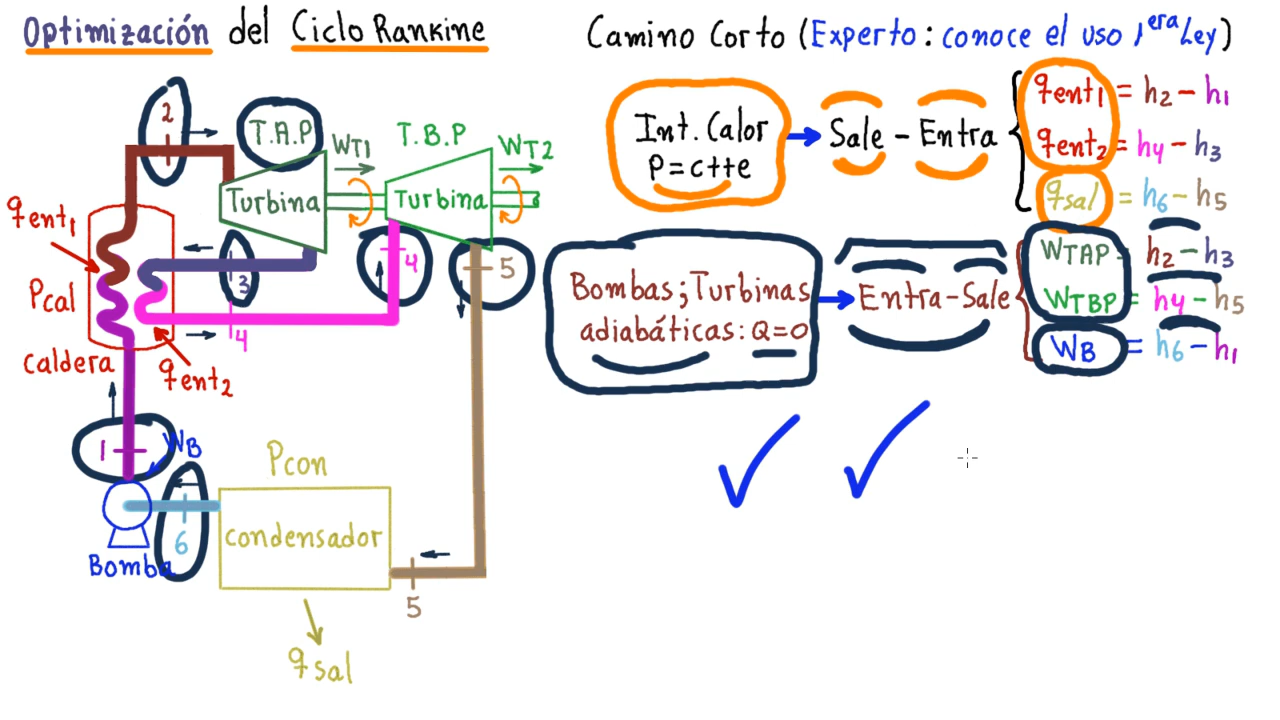 Optimización del Ciclo Rankine
Camino Corto (Experto: conoce el uso 1era Ley)
2
T.A.P
T.B.P
WT1
WT2
Turbina
Turbina
qent1
Pcal
caldera
qent2
3
4
4
5
1
WB
6
Bomba
Pcon
condensador
5
qsal
Int. Calor
P=ctte
Sale - Entra
qent1 = h2 - h1
qent2 = h4 - h3
qsal = h6 - h5
Bombas; Turbinas
adiabáticas: Q=0
Entra-Sale
WTAP = h2 - h3
WTBP = h4 - h5
WB = h6 - h1